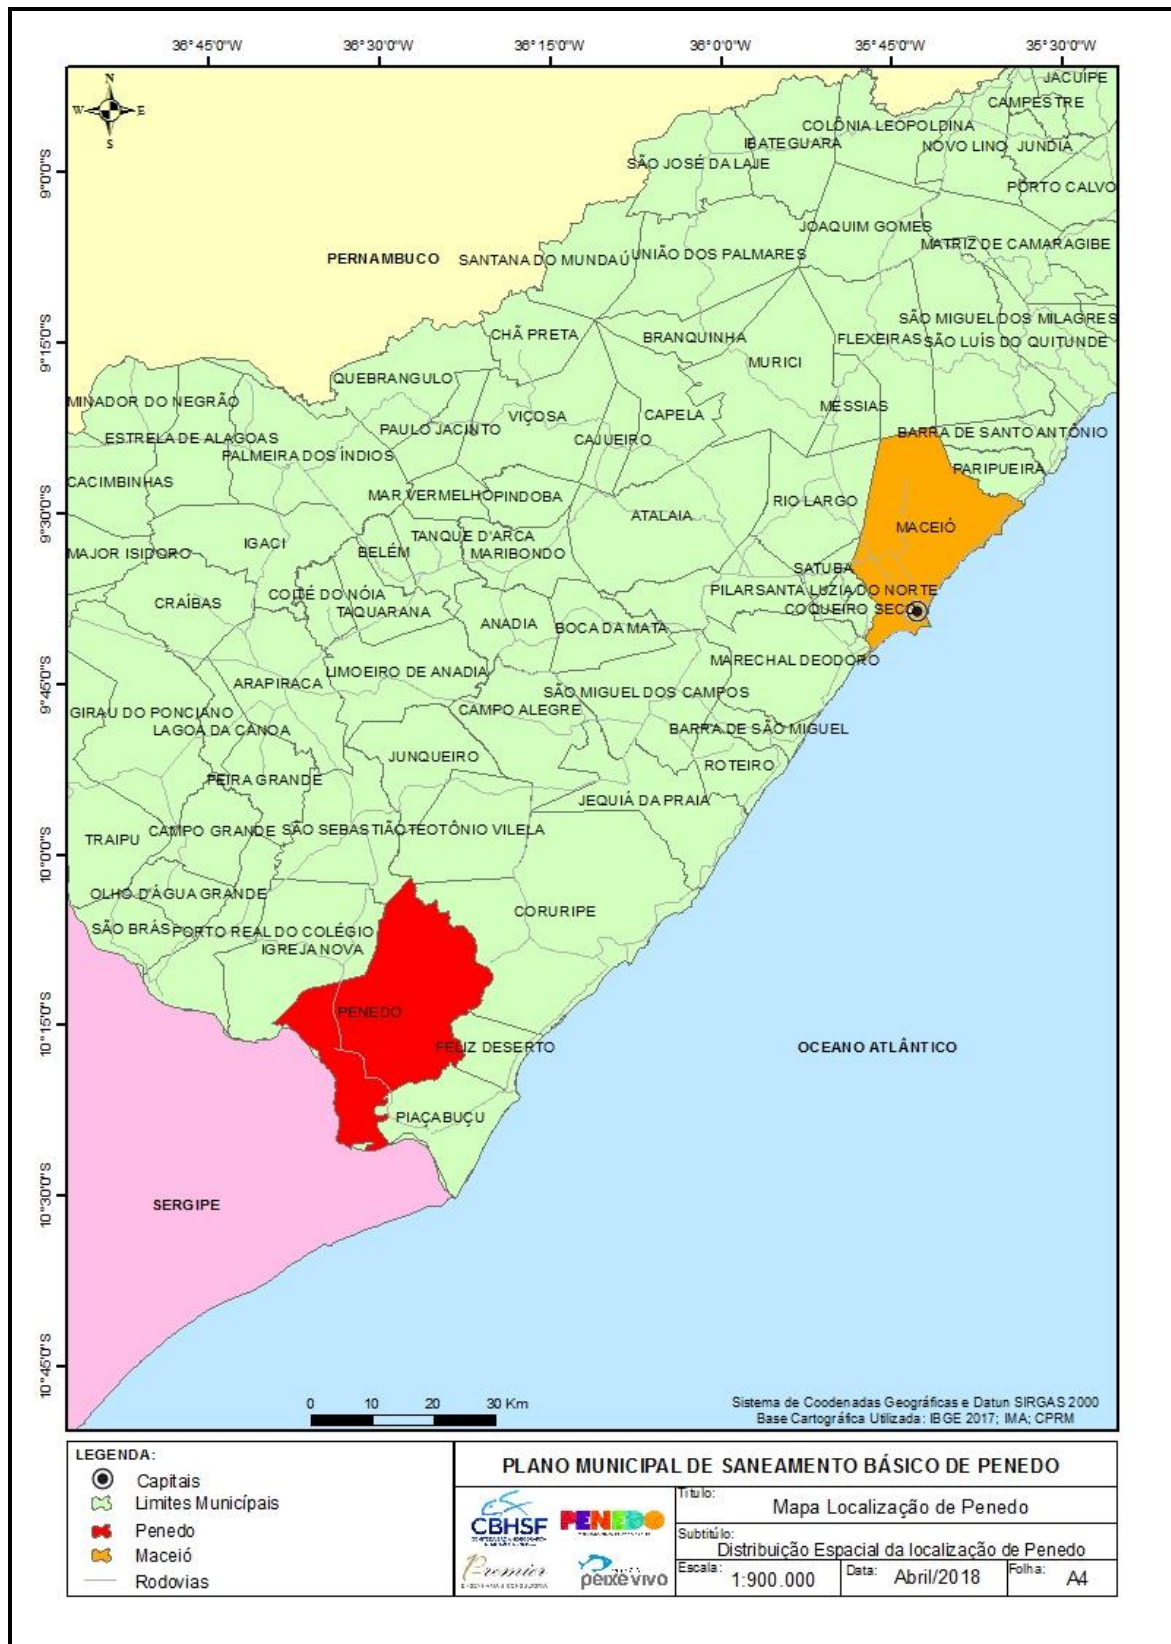 36°45'0"W 36°30'0"W 36°15'0"W 36°0'0"W 35°45'0"W 35°30'0"W
N
W E
S
JACUÍPE
CAMPESTRE
COLÔNIA LEOPOLDINA
IBATEGUARA
NOVO LINO JUNDIÁ
SÃO JOSÉ DA LAJE
9°0'0"S
PORTO CALVO
JOAQUIM GOMES
MATRIZ DE CAMARAGIBE
UNIÃO DOS PALMARES
PERNAMBUCO
SANTANA DO MUNDAÚ
SÃO MIGUEL DOS MILAGRES
CHÃ PRETA
BRANQUINHA
FLEXEIRAS
SÃO LUÍS DO QUITUNDE
9°15'0"S
MURICI
QUEBRANGULO
MINADOR DO NEGRÃO
MESSIAS
VIÇOSA
CAPELA
PAULO JACINTO
ESTRELA DE ALAGOAS
CAJUEIRO
BARRA DE SANTO ANTÔNIO
PALMEIRA DOS ÍNDIOS
PARIPUEIRA
CACIMBINHAS
MAR VERMELHO
PINDOBA
RIO LARGO
9°30'0"S
ATALAIA
MACEIÓ
TANQUE D'ARCA
IGACI
MAJOR ISIDORO
BELÉM
MARIBONDO
SATUBA
COITÉ DO NÓIA
PILAR
SANTA LUZIA DO NORTE
CRAÍBAS
TAQUARANA
COQUEIRO SECO
ANADIA
BOCA DA MATA
MARECHAL DEODORO
LIMOEIRO DE ANADIA
9°45'0"S
ARAPIRACA
SÃO MIGUEL DOS CAMPOS
CAMPO ALEGRE
GIRAU DO PONCIANO
LAGOA DA CANOA
BARRA DE SÃO MIGUEL
JUNQUEIRO
ROTEIRO
FEIRA GRANDE
JEQUIÁ DA PRAIA
TRAIPU
CAMPO GRANDE
SÃO SEBASTIÃO
TEOTÔNIO VILELA
10°0'0"S
OLHO D'ÁGUA GRANDE
CORURIPE
SÃO BRÁS
PORTO REAL DO COLÉGIO
IGREJA NOVA
PENEDO
10°15'0"S
FELIZ DESERTO
OCEANO ATLÂNTICO
PIAÇABUÇU
10°30'0"S
SERGIPE
10°45'0"S
0 10 20 30 Km
Sistema de Coodenadas Geográficas e Datun SIRGAS 2000
Base Cartográfica Utilizada: IBGE 2017; IMA; CPRM
LEGENDA:
Capitais
Limites Municípais
Penedo
Maceió
Rodovias
PLANO MUNICIPAL DE SANEAMENTO BÁSICO DE PENEDO
CBHSF
PENEDO
Premier
peixe vivo
Titulo:
Mapa Localização de Penedo
Subtitúlo:
Distribuição Espacial da localização de Penedo
Escala: 1:900.000
Data: Abril/2018
Folha: A4